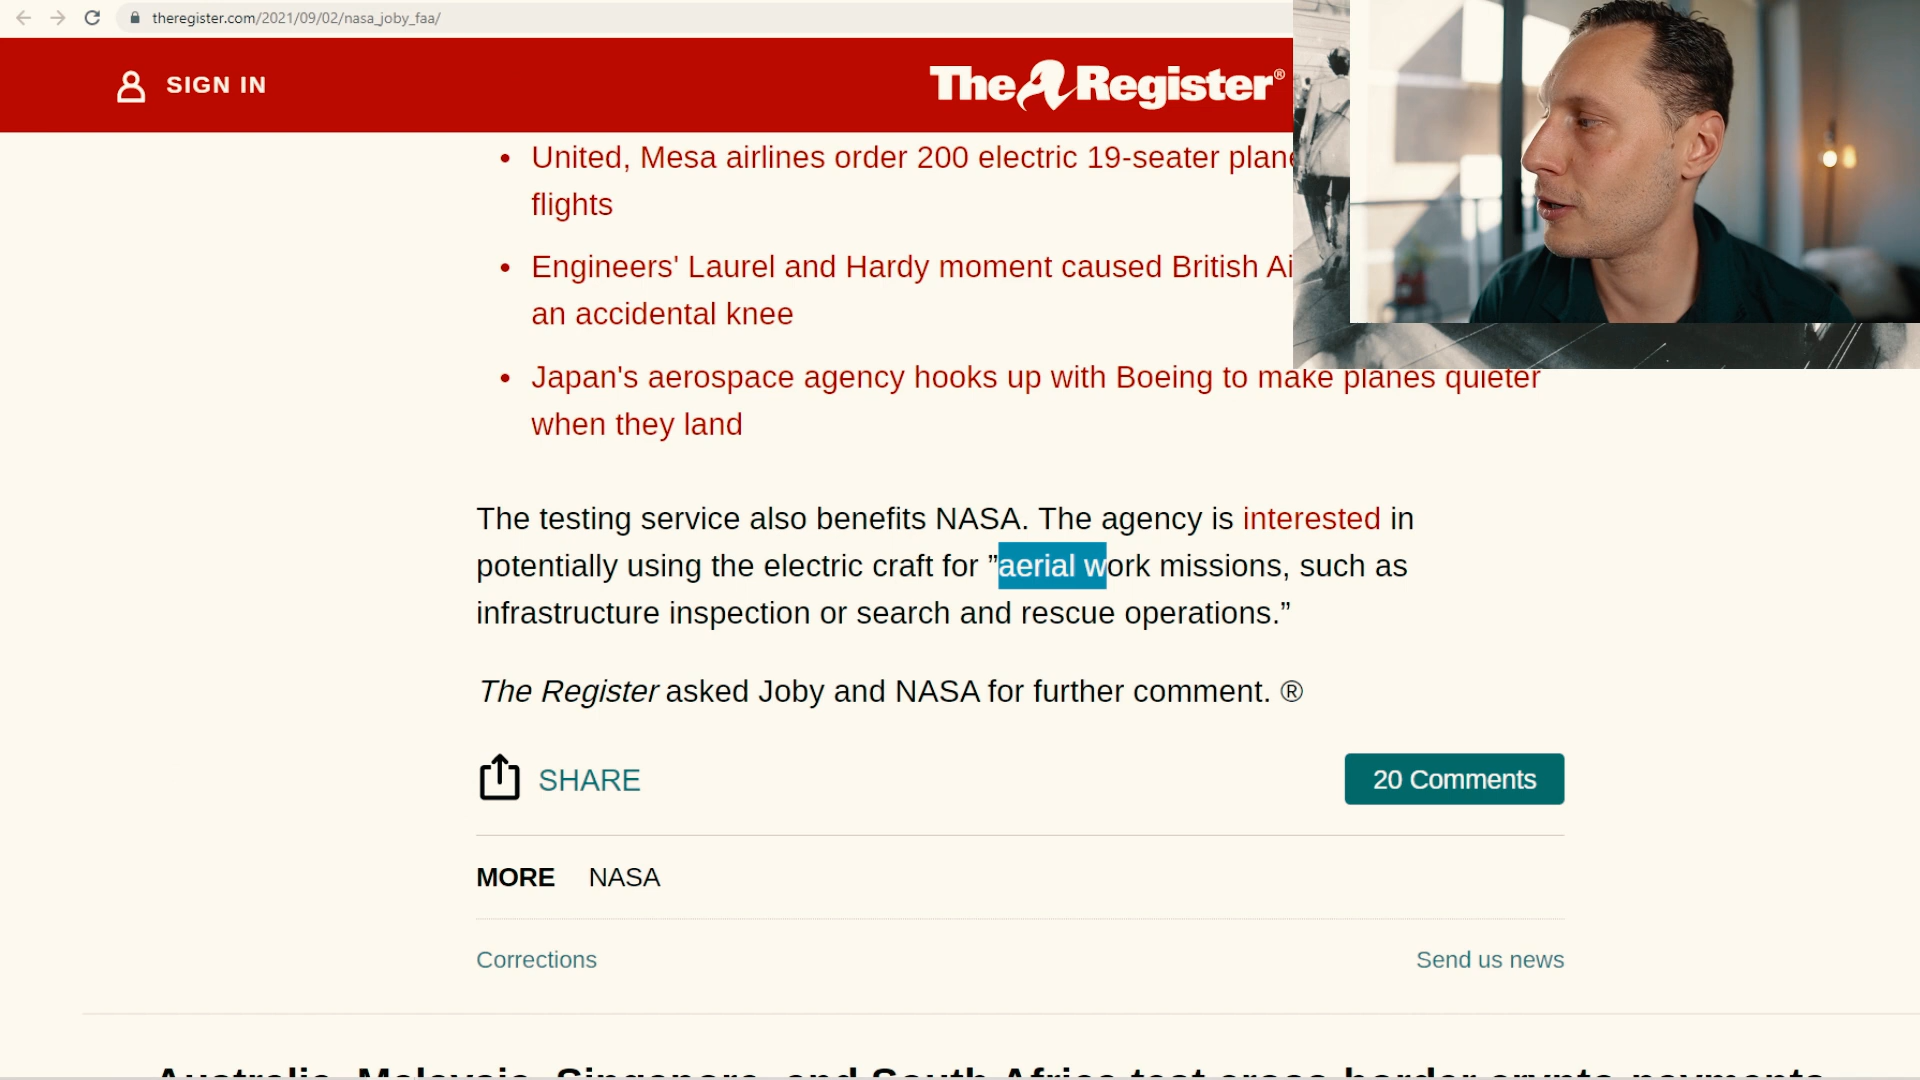 theregister.com/2021/09/02/nasa_joby_faa/
SIGN IN
The Register®
• United, Mesa airlines order 200 electric 19-seater
flights
• Engineers' Laurel and Hardy moment caused British
an accidental knee
• Japan's aerospace agency hooks up with Boeing to make planes quieter
when they land
The testing service also benefits NASA. The agency is interested in
potentially using the electric craft for ”aerial work missions, such as
infrastructure inspection or search and rescue operations.”
The Register asked Joby and NASA for further comment. ®
SHARE
20 Comments
MORE NASA
Corrections
Send us news
Australia, Malaysia, Singapore, and South Africa test cross-border crypto payments